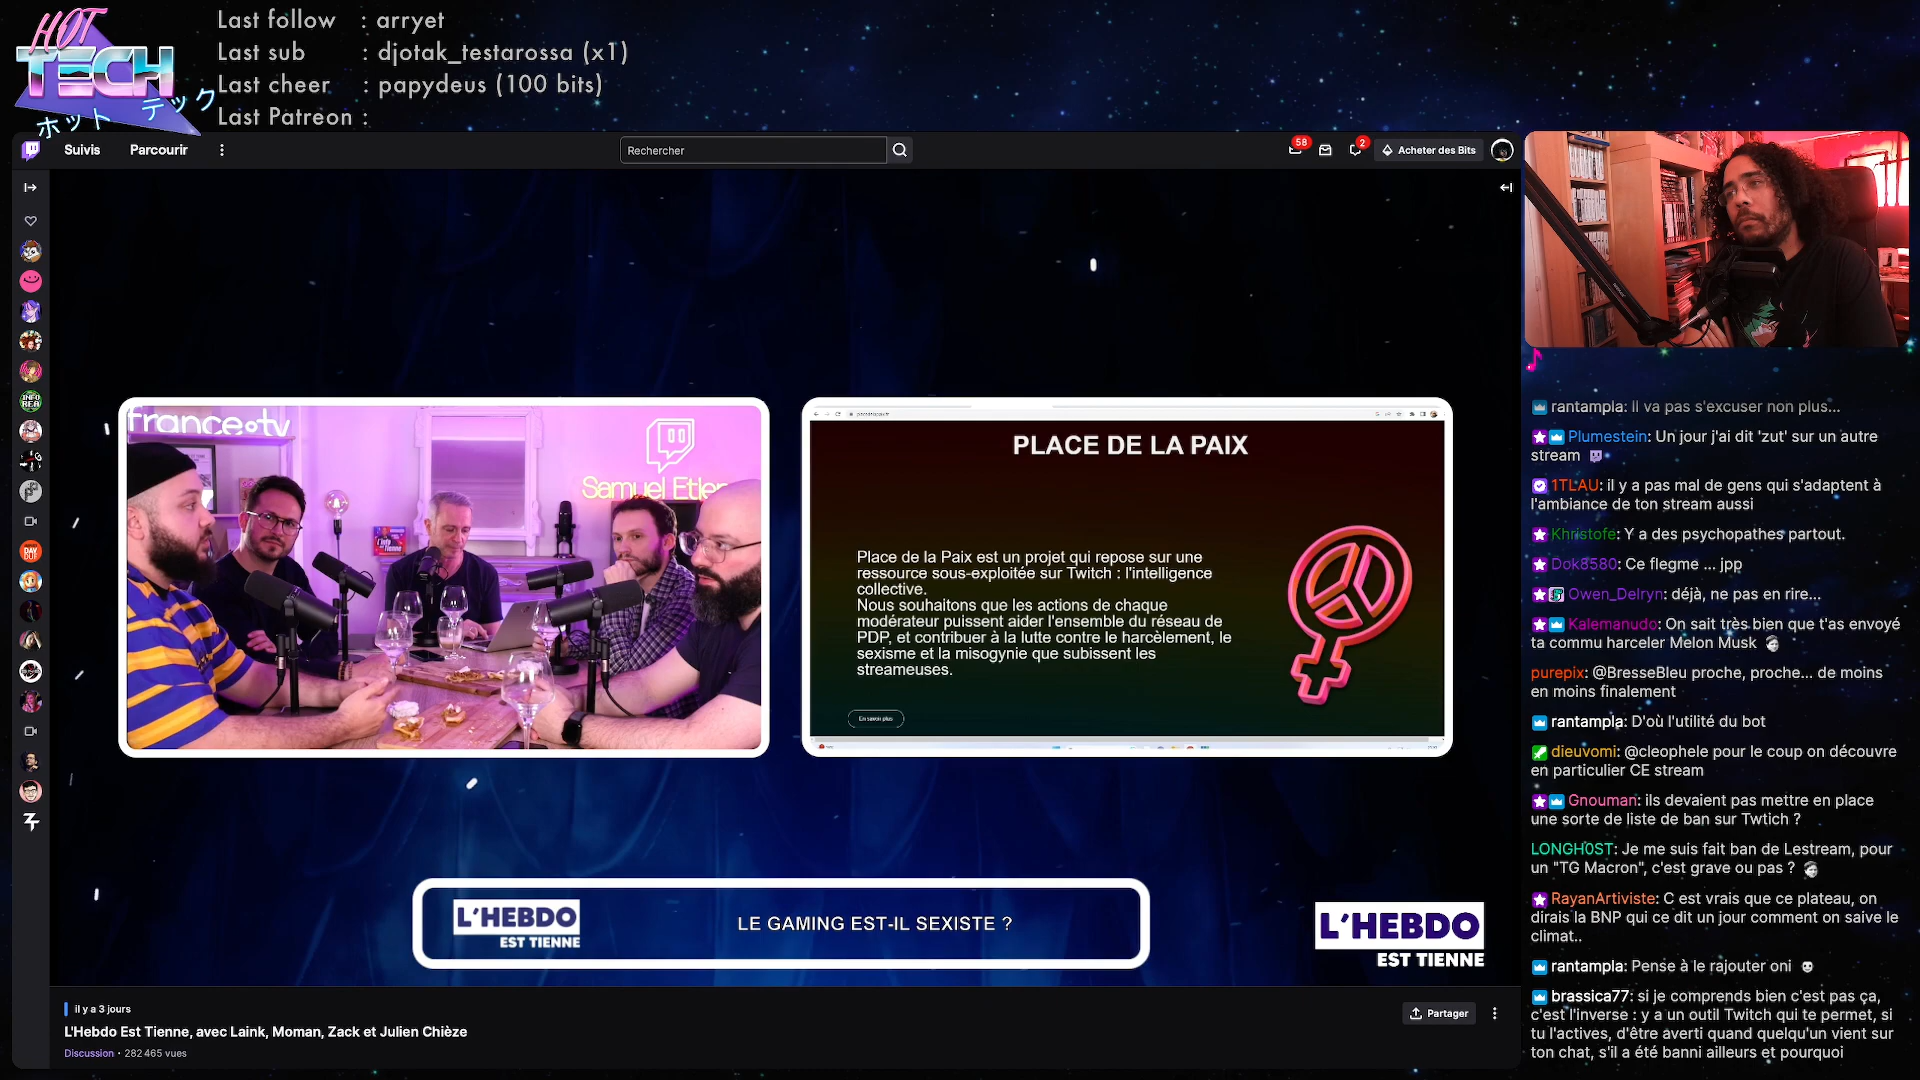 HOT
TECH
ホット テック
Last follow : arryet
Last sub : djotak_testarossa (x1)
Last cheer : papydeus (100 bits)
Last Patreon :
Suivis
Parcourir
Rechercher
58
2
Acheter des Bits
INFO
REA
DAY
OUF
france•tv
Samuel Etien
PLACE DE LA PAIX
Place de la Paix est un projet qui repose sur une
ressource sous-exploitée sur Twitch : l'intelligence
collective.
Nous souhaitons que les actions de chaque
modérateur puissent aider l'ensemble du réseau de
PDP, et contribuer à la lutte contre le harcèlement, le
sexisme et la misogynie que subissent les
streameuses.
En savoir plus
L'HEBDO
EST TIENNE
LE GAMING EST-IL SEXISTE ?
L'HEBDO
EST TIENNE
il y a 3 jours
L'Hebdo Est Tienne, avec Laink, Moman, Zack et Julien Chièze
Discussion • 282 465 vues
Partager
rantampla: Il va pas s'excuser non plus...
Plumestein: Un jour j'ai dit 'zut' sur un autre
stream
1TLAU: il y a pas mal de gens qui s'adaptent à
l'ambiance de ton stream aussi
Khristofe: Y a des psychopathes partout.
Dok8580: Ce flegme ... jpp
Owen_Delryn: déjà, ne pas en rire...
Kalemanudo: On sait très bien que t'as envoyé
ta commu harceler Melon Musk
purepix: @BresseBleu proche, proche... de moins
en moins finalement
rantampla: D'où l'utilité du bot
dieuvomi: @cleophele pour le coup on découvre
en particulier CE stream
Gnouman: ils devaient pas mettre en place
une sorte de liste de ban sur Twtich ?
LONGH0ST: Je me suis fait ban de Lestream, pour
un "TG Macron", c'est grave ou pas ?
RayanArtiviste: C est vrais que ce plateau, on
dirais la BNP qui ce dit un jour comment on saive le
climat..
rantampla: Pense à le rajouter oni
brassica77: si je comprends bien c'est pas ça,
c'est l'inverse : y a un outil Twitch qui te permet, si
tu l'actives, d'être averti quand quelqu'un vient sur
ton chat, s'il a été banni ailleurs et pourquoi